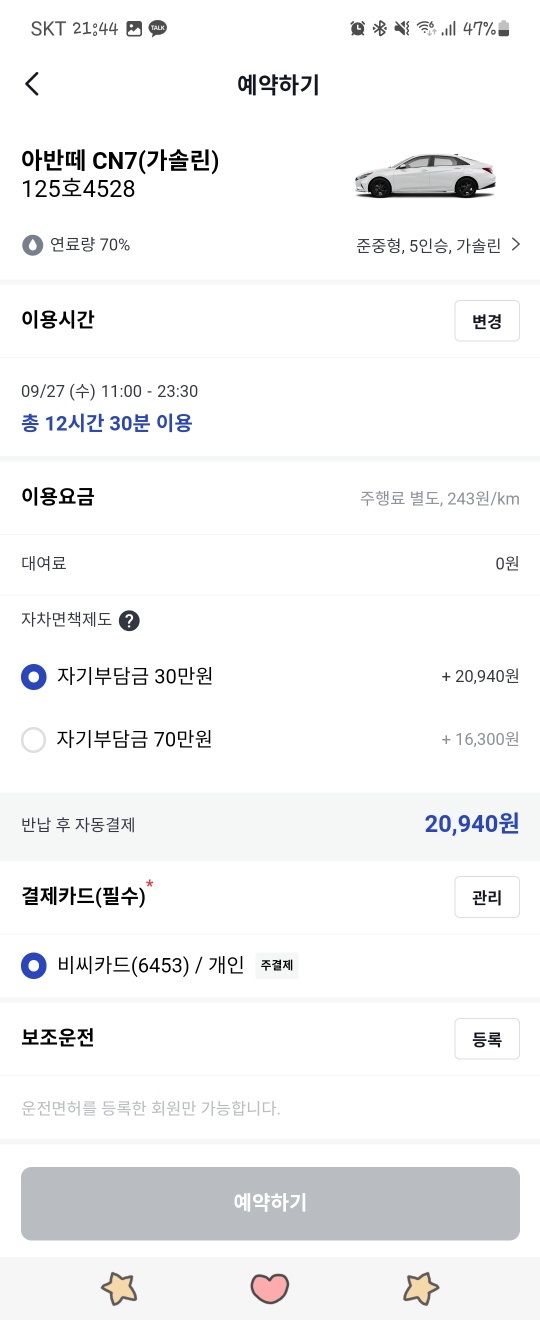 SKT 21:44 TALK 47%
예약하기
아반떼 CN7(가솔린)
125호4528
연료량 70% 준중형, 5인승, 가솔린
이용시간 변경
09/27 (수) 11:00 - 23:30
총 12시간 30분 이용
이용요금 주행료 별도, 243원/km
대여료 0원
자차면책제도 ?
자기부담금 30만원 + 20,940원
자기부담금 70만원 + 16,300원
반납 후 자동결제 20,940원
결제카드(필수)* 관리
비씨카드(6453) / 개인 주결제
보조운전 등록
운전면허를 등록한 회원만 가능합니다.
예약하기